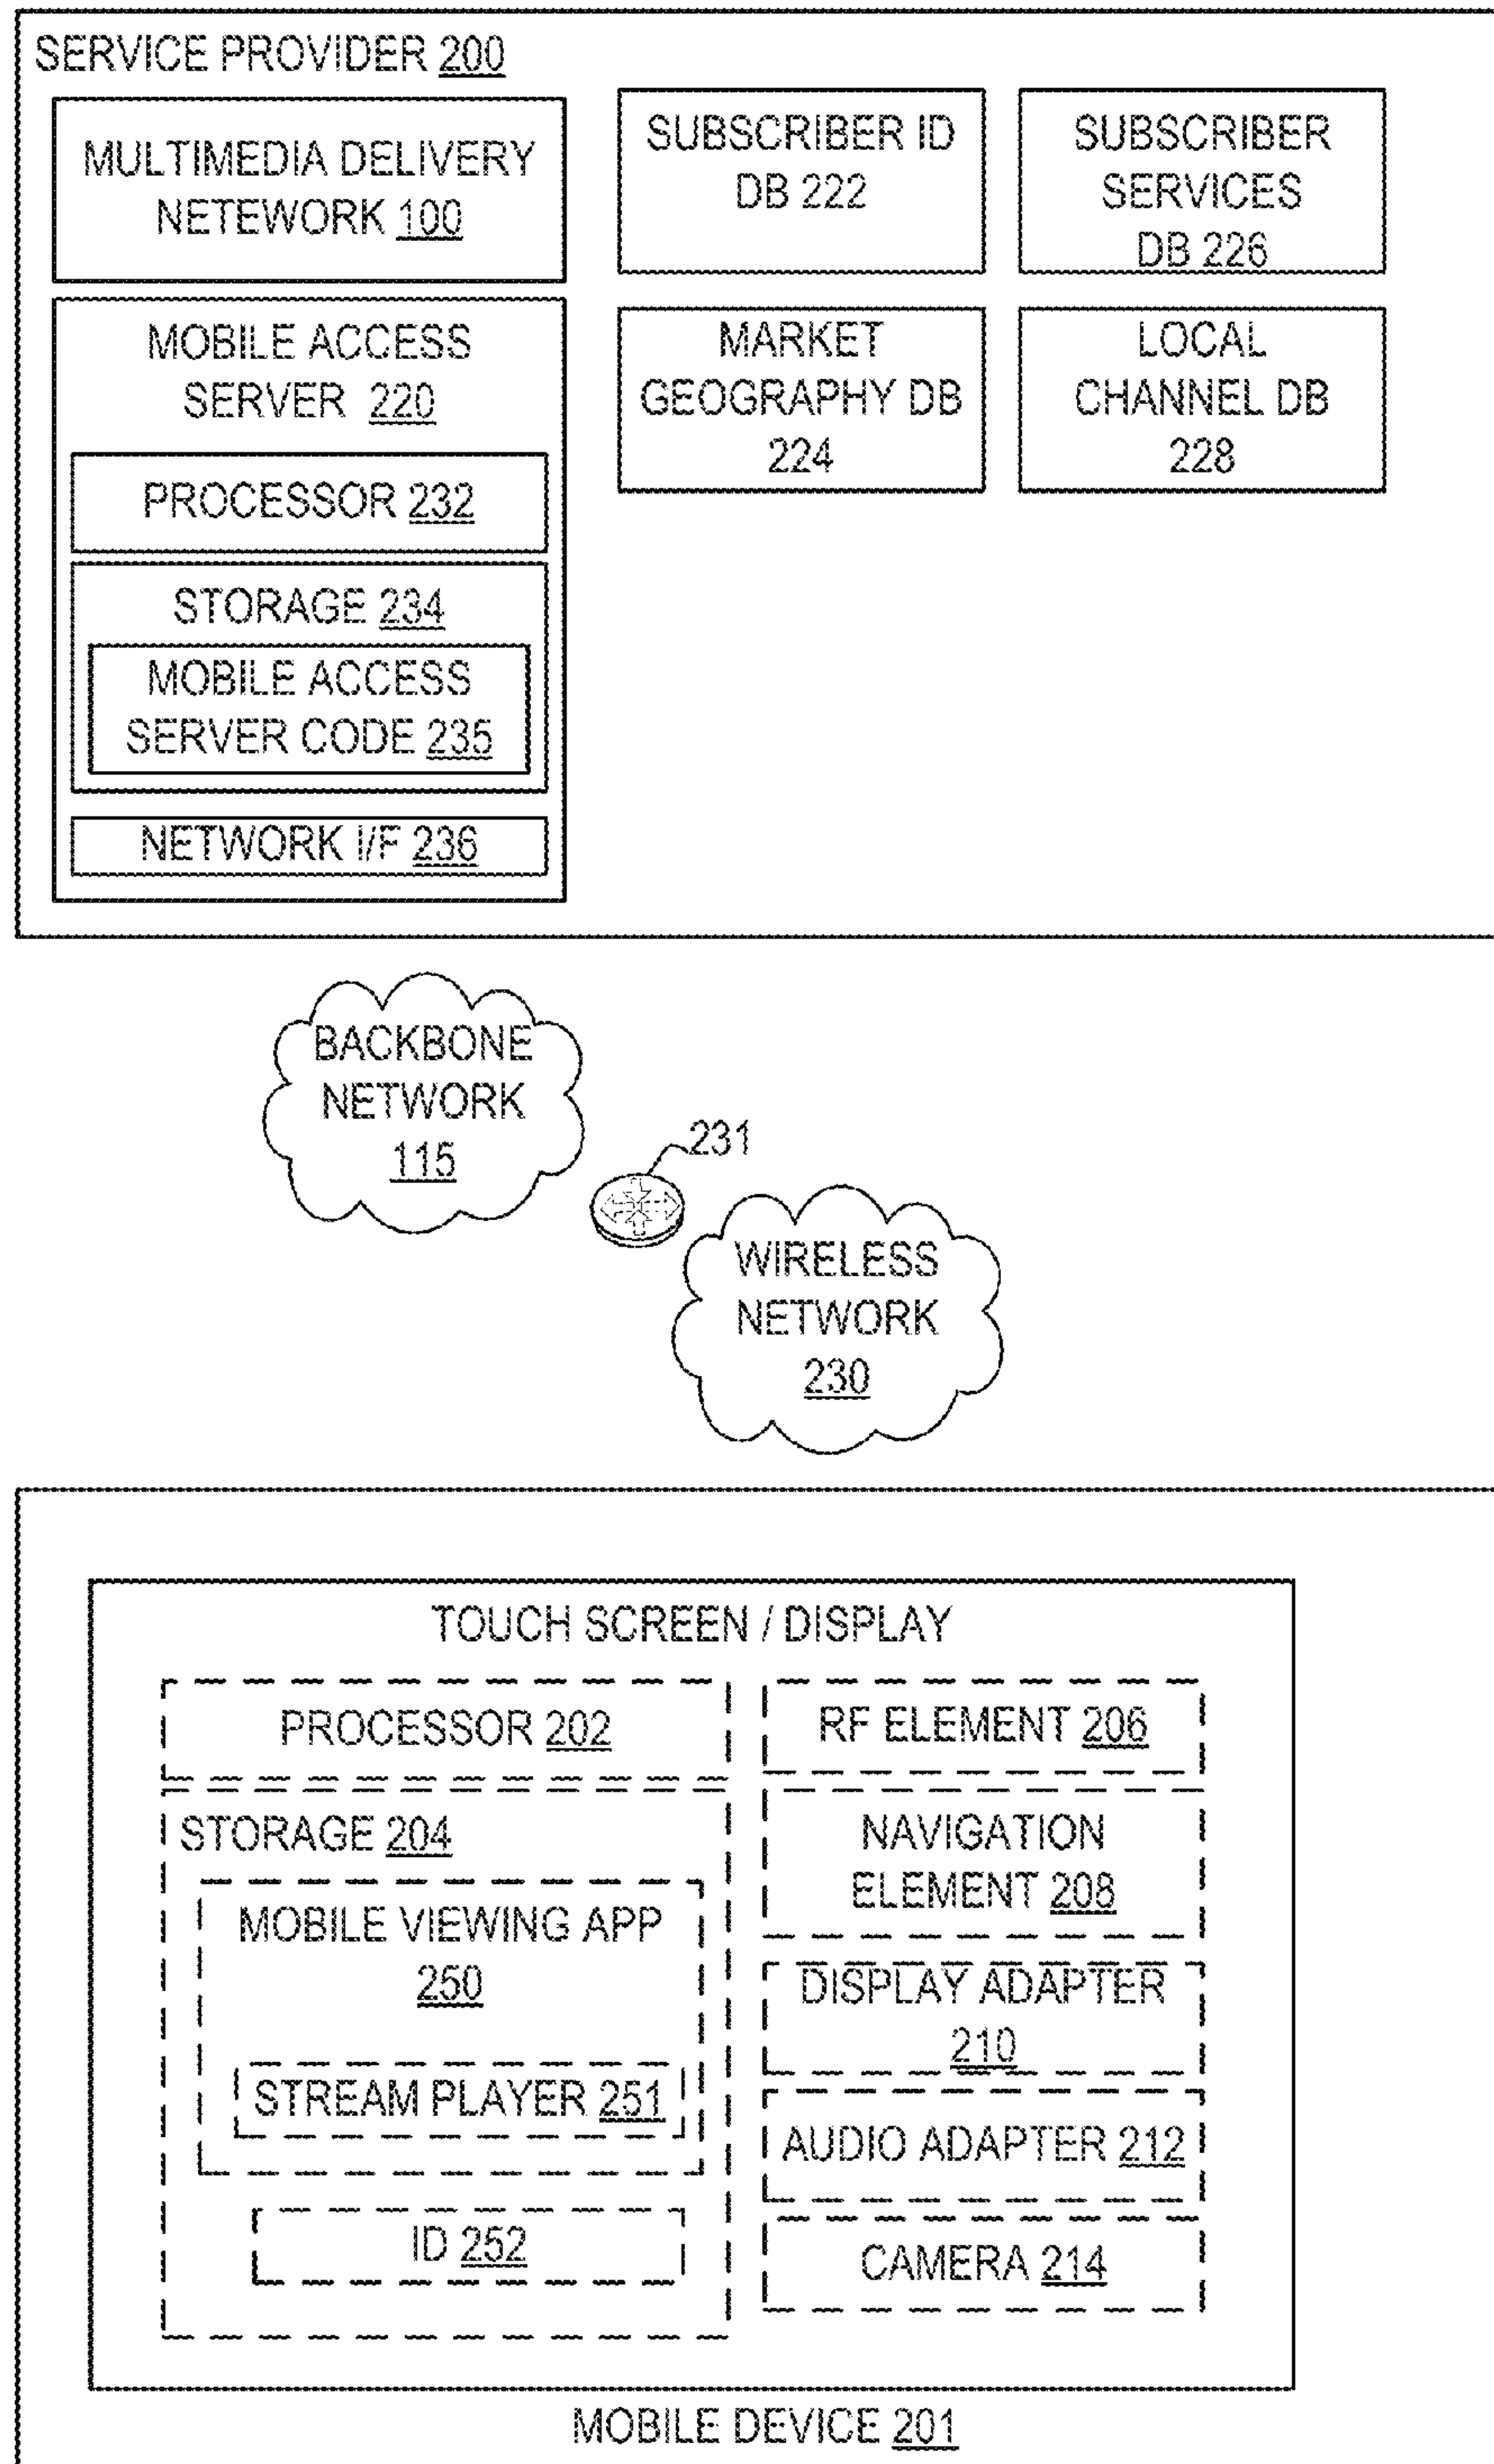 SERVICE PROVIDER 200
MULTIMEDIA DELIVERY
NETEWORK 100
SUBSCRIBER ID
DB 222
SUBSCRIBER
SERVICES
DB 226
MOBILE ACCESS
SERVER 220
MARKET
GEOGRAPHY DB
224
LOCAL
CHANNEL DB
228
PROCESSOR 232
STORAGE 234
MOBILE ACCESS
SERVER CODE 235
NETWORK I/F 236
BACKBONE
NETWORK
115
231
WIRELESS
NETWORK
230
TOUCH SCREEN / DISPLAY
PROCESSOR 202
STORAGE 204
MOBILE VIEWING APP
250
STREAM PLAYER 251
ID 252
RF ELEMENT 206
NAVIGATION
ELEMENT 208
DISPLAY ADAPTER
210
AUDIO ADAPTER 212
CAMERA 214
MOBILE DEVICE 201